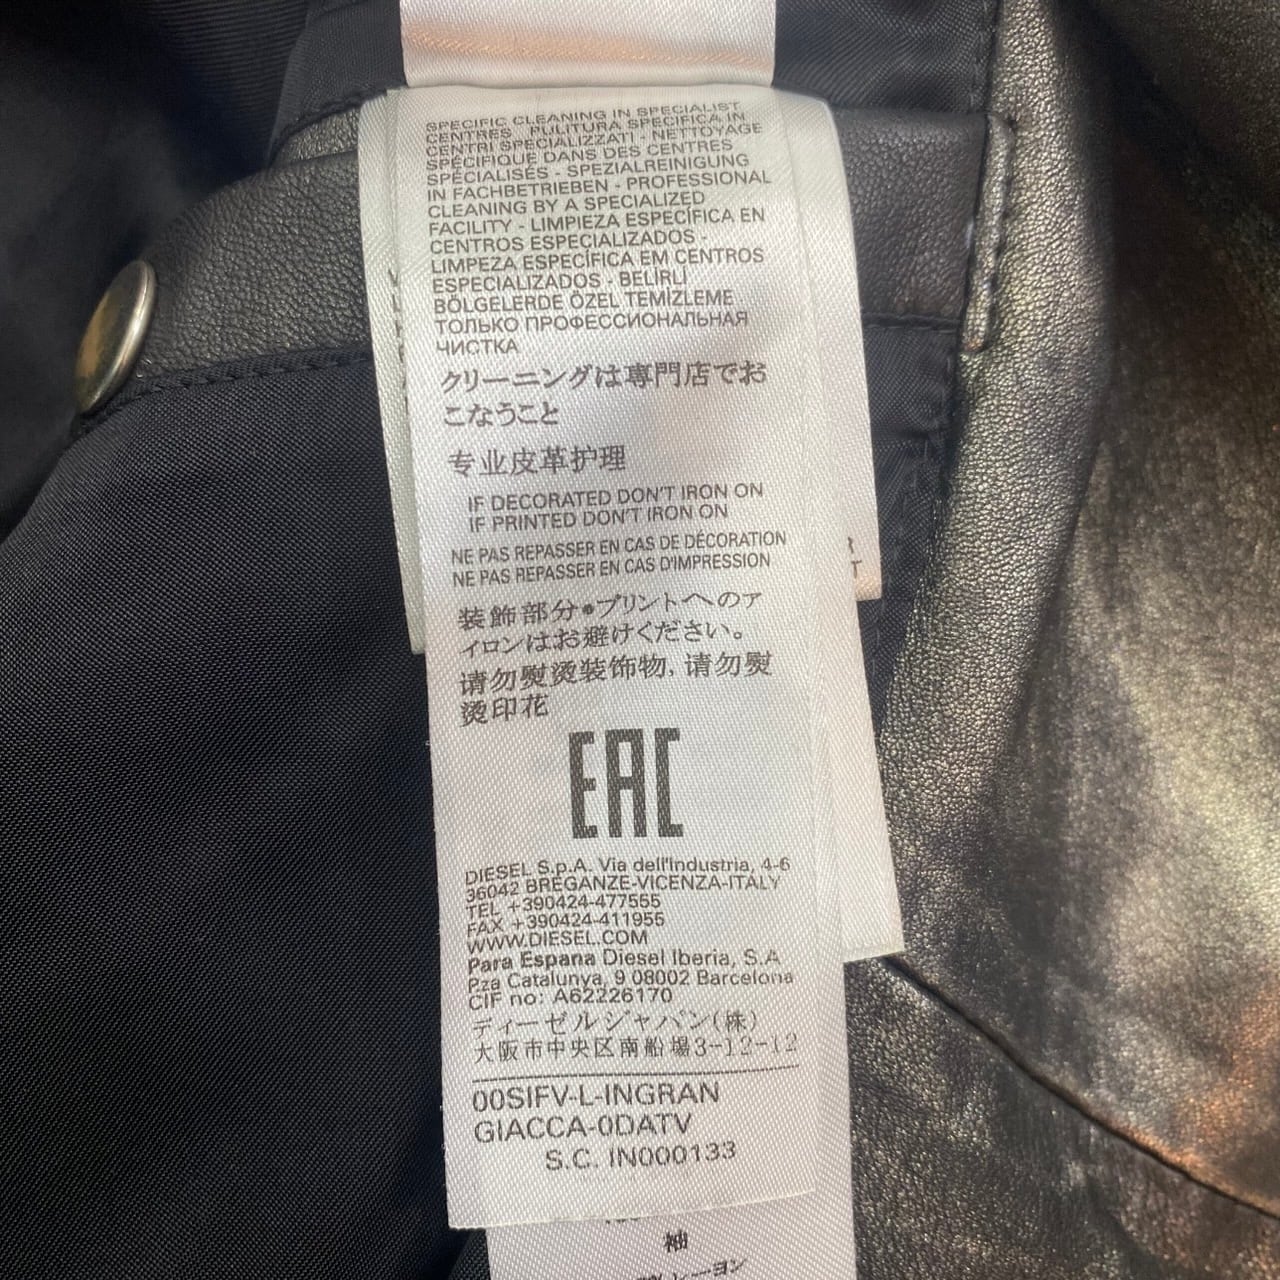 SPECIFIC CLEANING IN SPECIALIST
CENTRES - PULITURA SPECIFICA IN
CENTRI SPECIALIZZATI - NETTOYAGE
SPÉCIFIQUE DANS DES CENTRES
SPÉCIALISÉS - SPEZIALREINIGUNG
IN FACHBETRIEBEN - PROFESSIONAL
CLEANING BY A SPECIALIZED
FACILITY - LIMPIEZA ESPECÍFICA EN
CENTROS ESPECIALIZADOS -
LIMPEZA ESPECÍFICA EM CENTROS
ESPECIALIZADOS - BELİRLİ
BÖLGELERDE ÖZEL TEMİZLEME
ТОЛЬКО ПРОФЕССИОНАЛЬНАЯ
ЧИСТКА
クリーニングは専門店でお
こなうこと
专业皮革护理
IF DECORATED DON'T IRON ON
IF PRINTED DON'T IRON ON
NE PAS REPASSER EN CAS DE DÉCORATION
NE PAS REPASSER EN CAS D'IMPRESSION
装飾部分●プリントへのア
イロンはお避けください。
请勿熨烫装饰物, 请勿熨
烫印花
EAC
DIESEL S.p.A. Via dell'Industria, 4-6
36042 BREGANZE-VICENZA-ITALY
TEL +390424-477555
FAX +390424-411955
WWW.DIESEL.COM
Para Espana Diesel Iberia, S.A
P.za Catalunya, 9 08002 Barcelona
CIF no: A62226170
ディーゼルジャパン(株)
大阪市中央区南船場3-12-12
00SIFV-L-INGRAN
GIACCA-0DATV
S.C. IN000133
袖
レーヨン